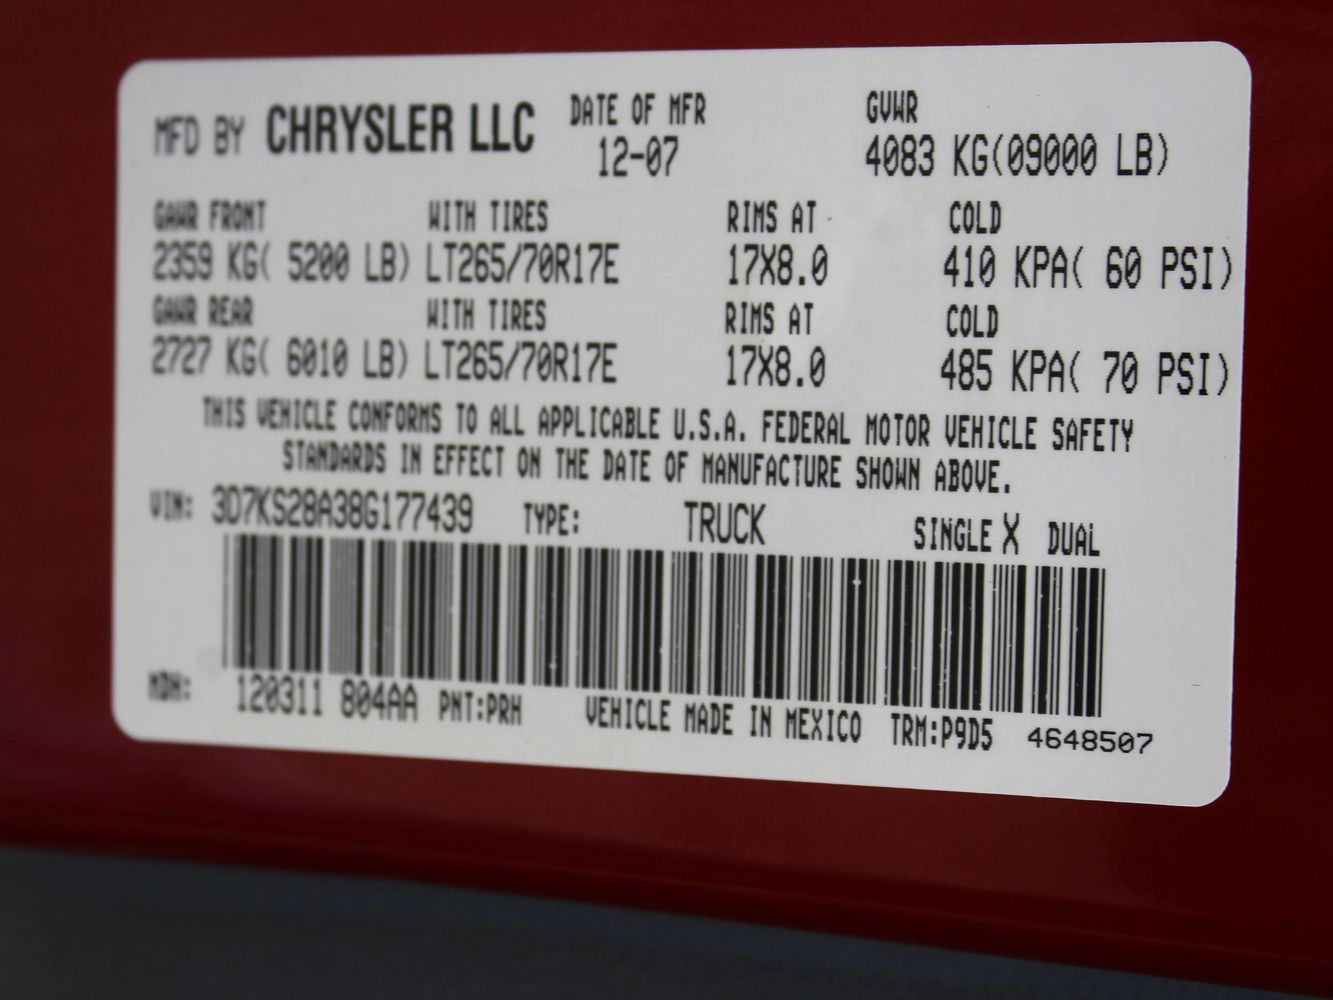 MFD BY CHRYSLER LLC DATE OF MFR GVWR
12-07 4083 KG(09000 LB)
GAWR FRONT WITH TIRES RIMS AT COLD
2359 KG( 5200 LB) LT265/70R17E 17X8.0 410 KPA( 60 PSI)
GAWR REAR WITH TIRES RIMS AT COLD
2727 KG( 6010 LB) LT265/70R17E 17X8.0 485 KPA( 70 PSI)
THIS VEHICLE CONFORMS TO ALL APPLICABLE U.S.A. FEDERAL MOTOR VEHICLE SAFETY
STANDARDS IN EFFECT ON THE DATE OF MANUFACTURE SHOWN ABOVE.
VIN: 3D7KS28A38G177439 TYPE: TRUCK SINGLE X DUAL
MDH: 120311 804AA PNT:PRH VEHICLE MADE IN MEXICO TRM:P9D5 4648507